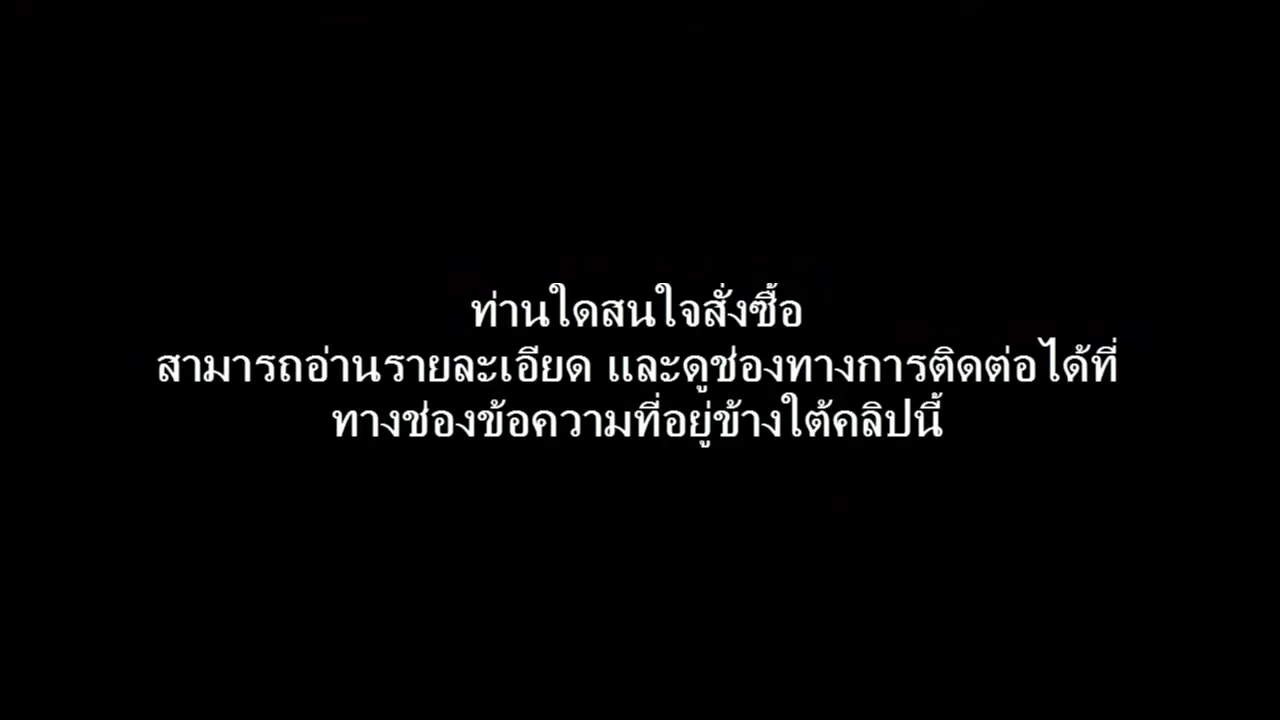 ท่านใดสนใจสั่งซื้อ
สามารถอ่านรายละเอียด และดูช่องทางการติดต่อได้ที่
ทางช่องข้อความที่อยู่ข้างใต้คลิปนี้